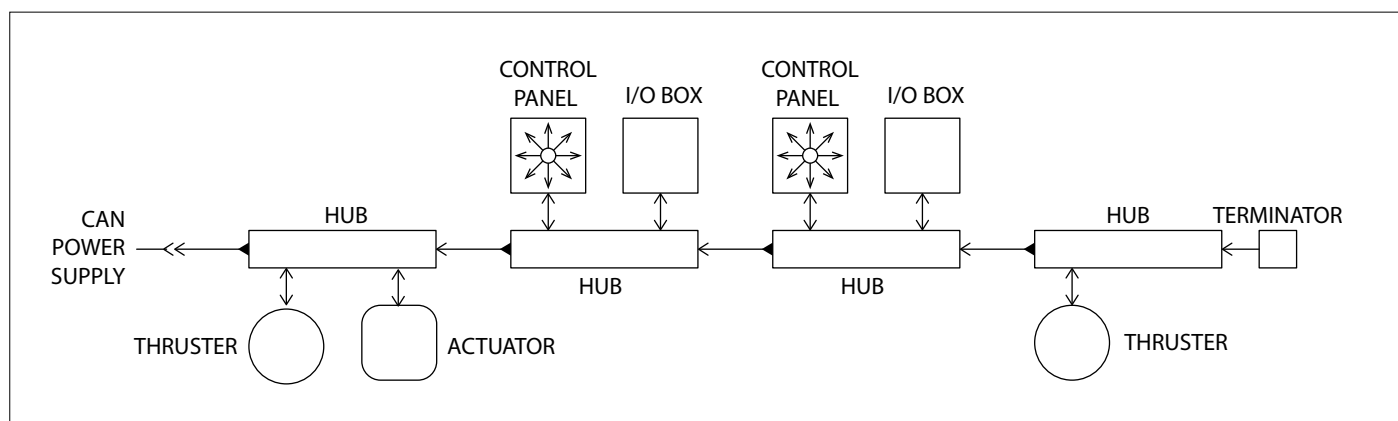 CONTROL
PANEL
I/O BOX
CONTROL
PANEL
I/O BOX
CAN
POWER
SUPPLY
HUB
HUB
HUB
HUB
TERMINATOR
THRUSTER
ACTUATOR
THRUSTER